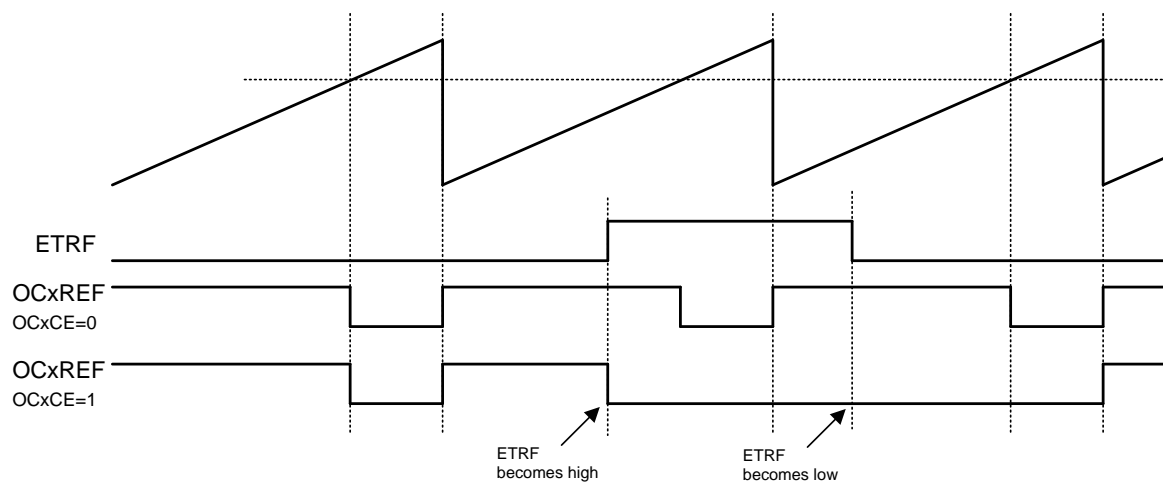 ETRF
OCxREF
OCxCE=0
OCxREF
OCxCE=1
ETRF
becomes high
ETRF
becomes low